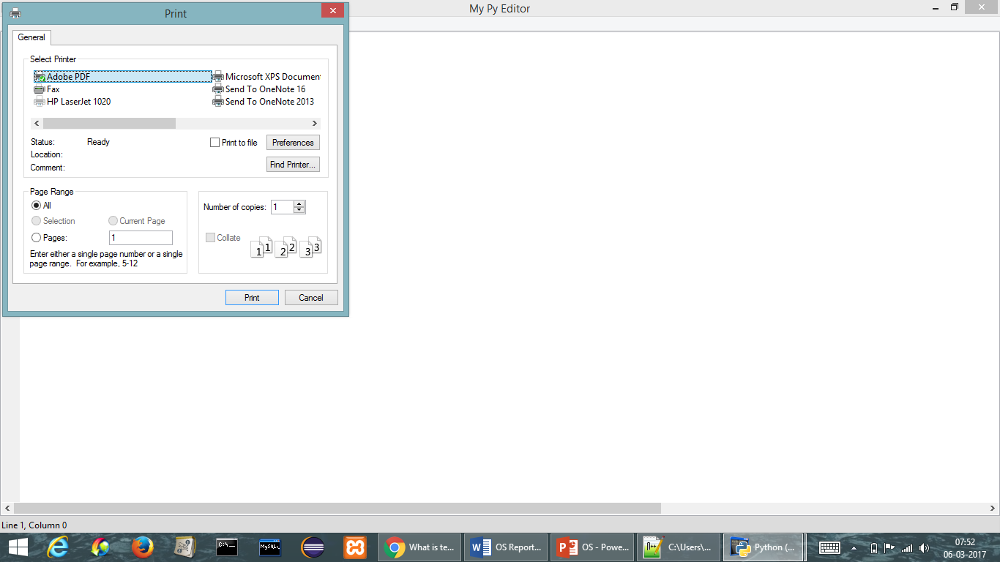 My Py Editor
Print
General
Select Printer
Adobe PDF
Microsoft XPS Documen
Fax
Send To OneNote 16
HP LaserJet 1020
Send To OneNote 2013
Status: Ready
Print to file
Preferences
Location:
Comment:
Find Printer...
Page Range
All
Selection
Current Page
Pages: 1
Enter either a single page number or a single
page range. For example, 5-12
Number of copies: 1
Collate
1 1 2 2 3 3
Print
Cancel
Line 1, Column 0
C:\_
MySQL
What is te...
OS Report...
OS - Powe...
C:\Users\...
Python (...
07:52
06-03-2017